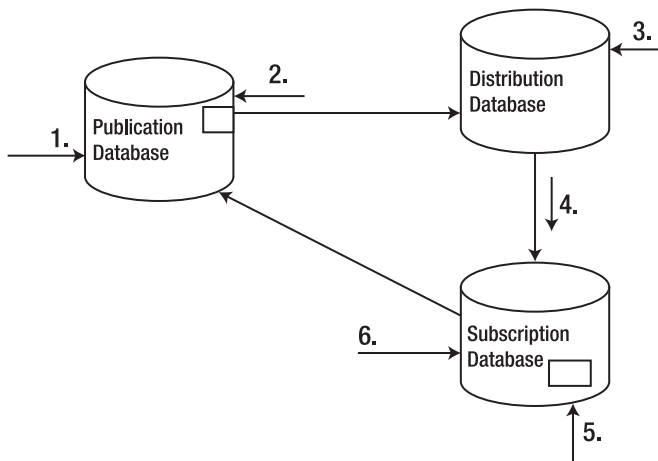 3.
Distribution
Database
2.
Publication
Database
1.
4.
6.
Subscription
Database
5.